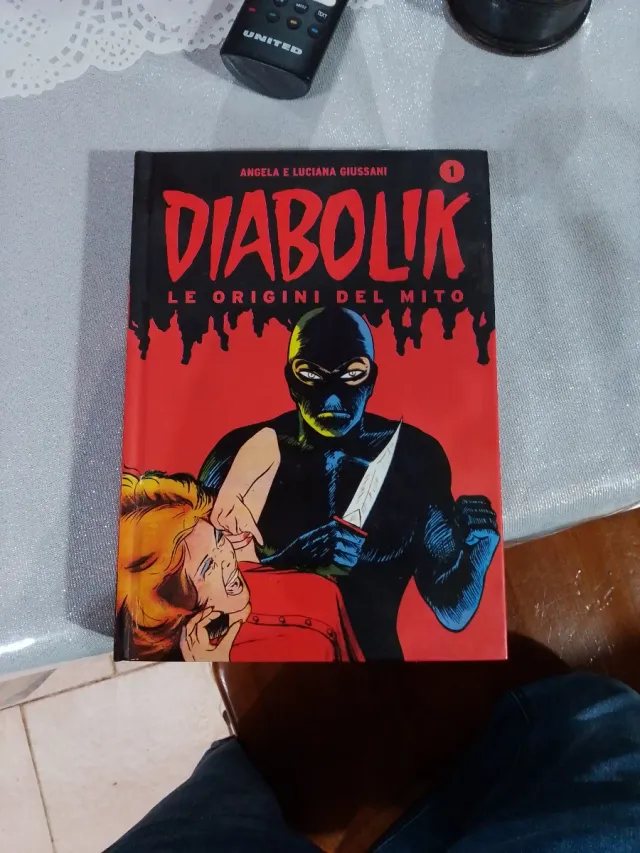 UNITED
ANGELA E LUCIANA GIUSSANI
1
DIABOLIK
LE ORIGINI DEL MITO